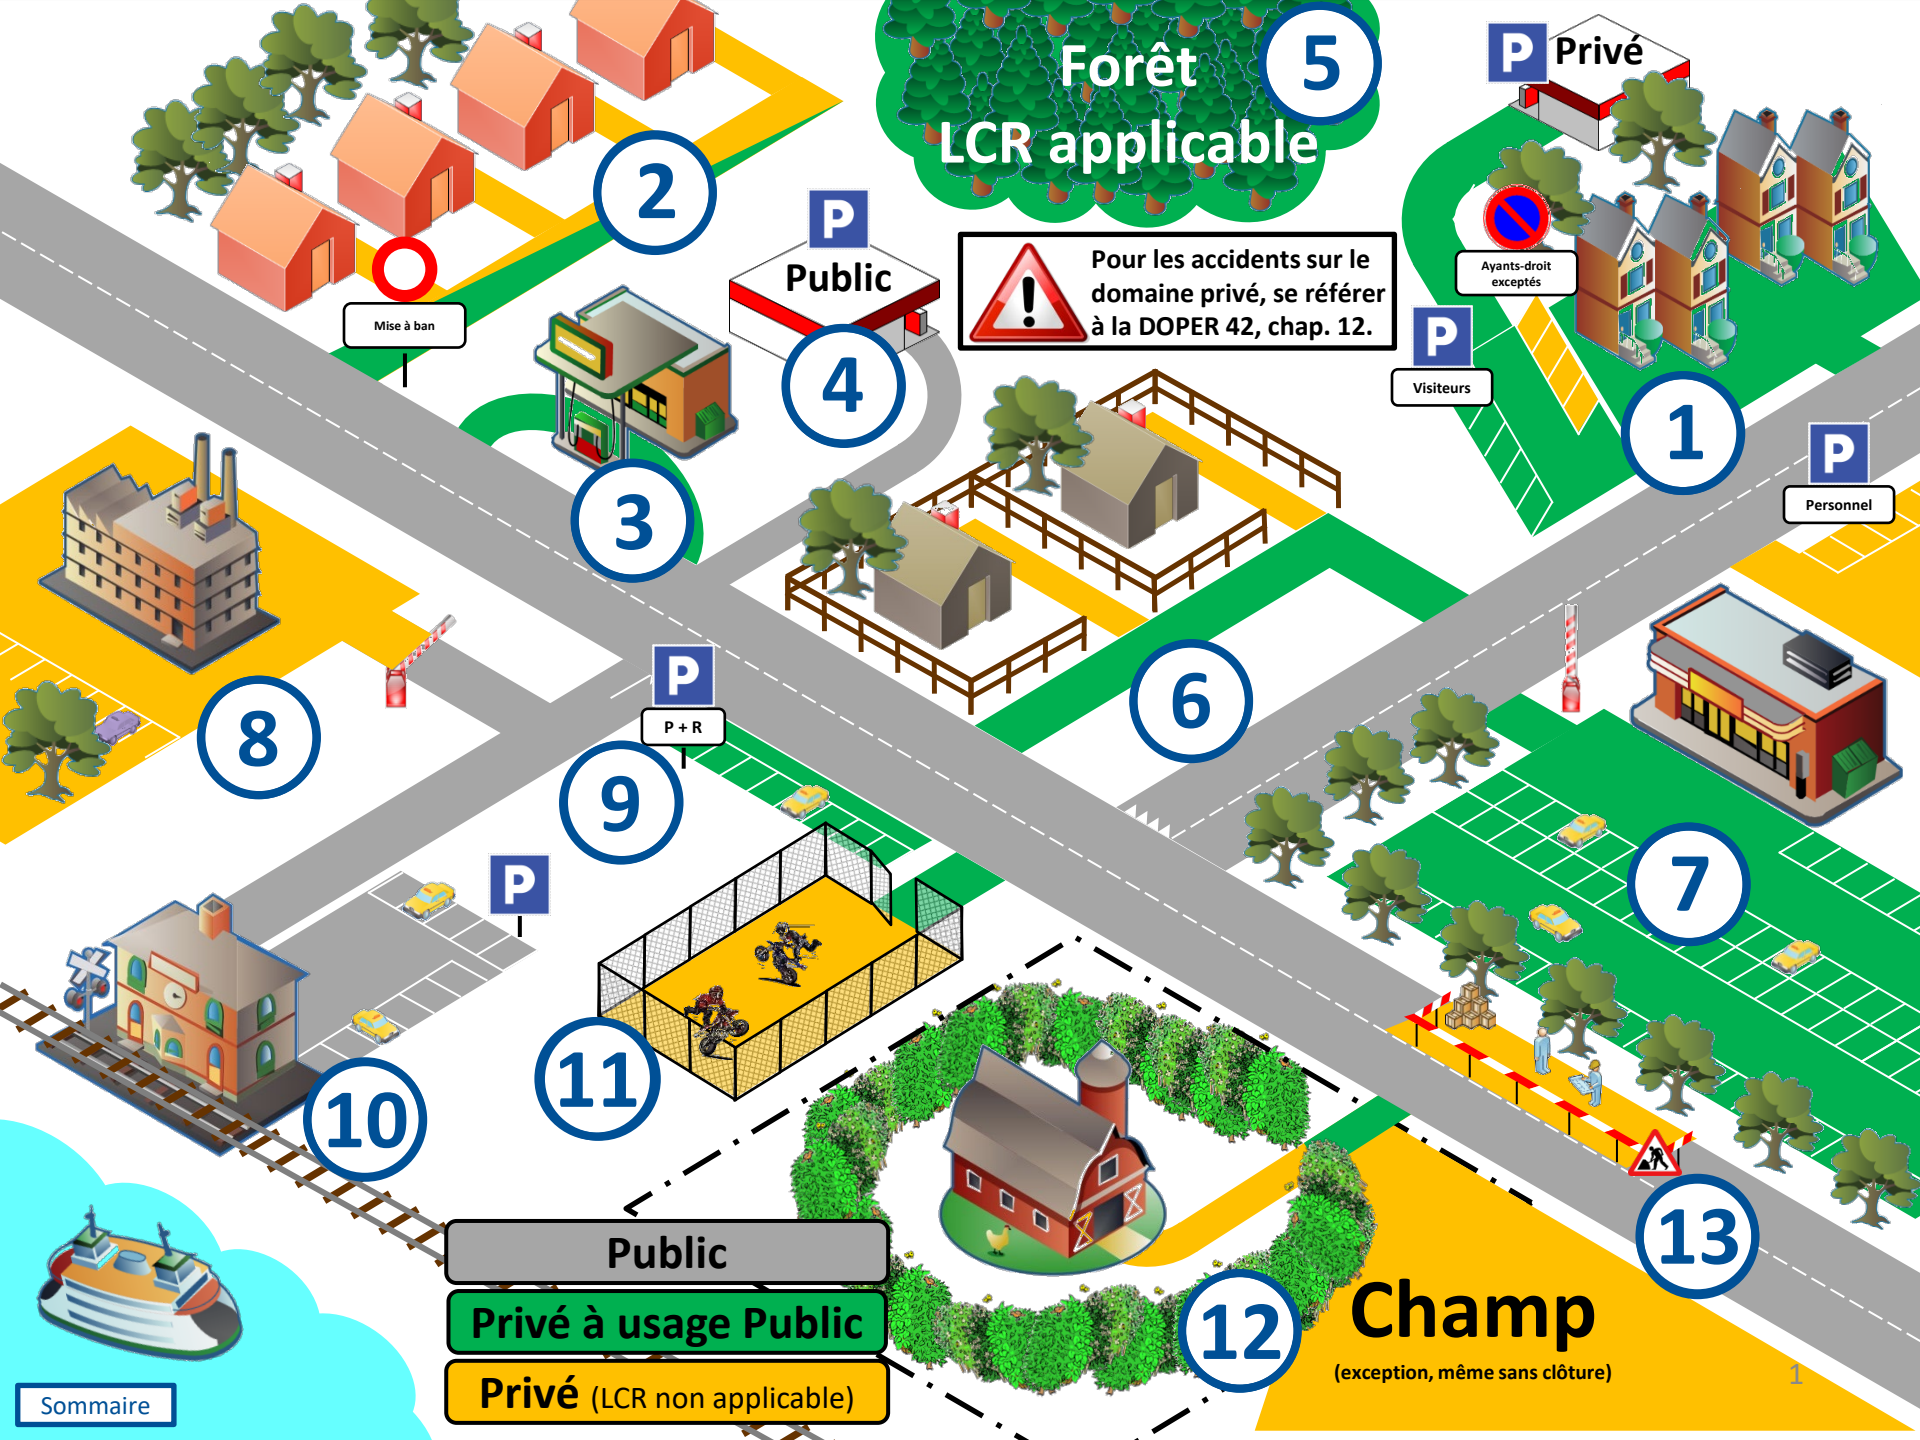 Forêt
LCR applicable
5
P
Privé
2
P
Public
Mise à ban
4
Pour les accidents sur le
domaine privé, se référer
à la DOPER 42, chap. 12.
Ayants-droit
exceptés
P
Visiteurs
1
P
Personnel
3
6
8
P
P + R
9
7
P
10
11
12
13
Champ
(exception, même sans clôture)
Public
Privé à usage Public
Privé (LCR non applicable)
Sommaire
1